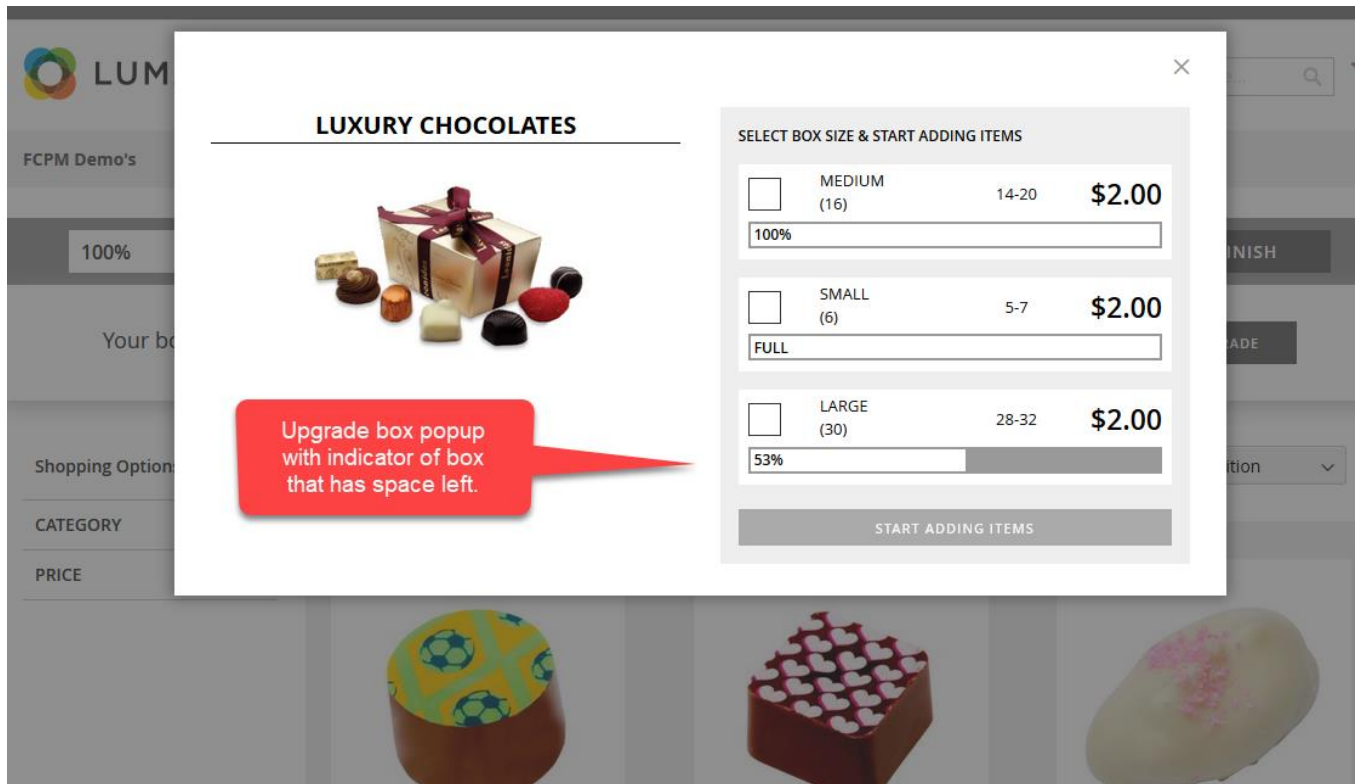 LUM
FCPM Demo's
100%
INISH
Your bo
RADE
Shopping Option
ition
CATEGORY
PRICE
LUXURY CHOCOLATES
Upgrade box popup
with indicator of box
that has space left.
SELECT BOX SIZE & START ADDING ITEMS
MEDIUM
(16)
14-20
$2.00
100%
SMALL
(6)
5-7
$2.00
FULL
LARGE
(30)
28-32
$2.00
53%
START ADDING ITEMS